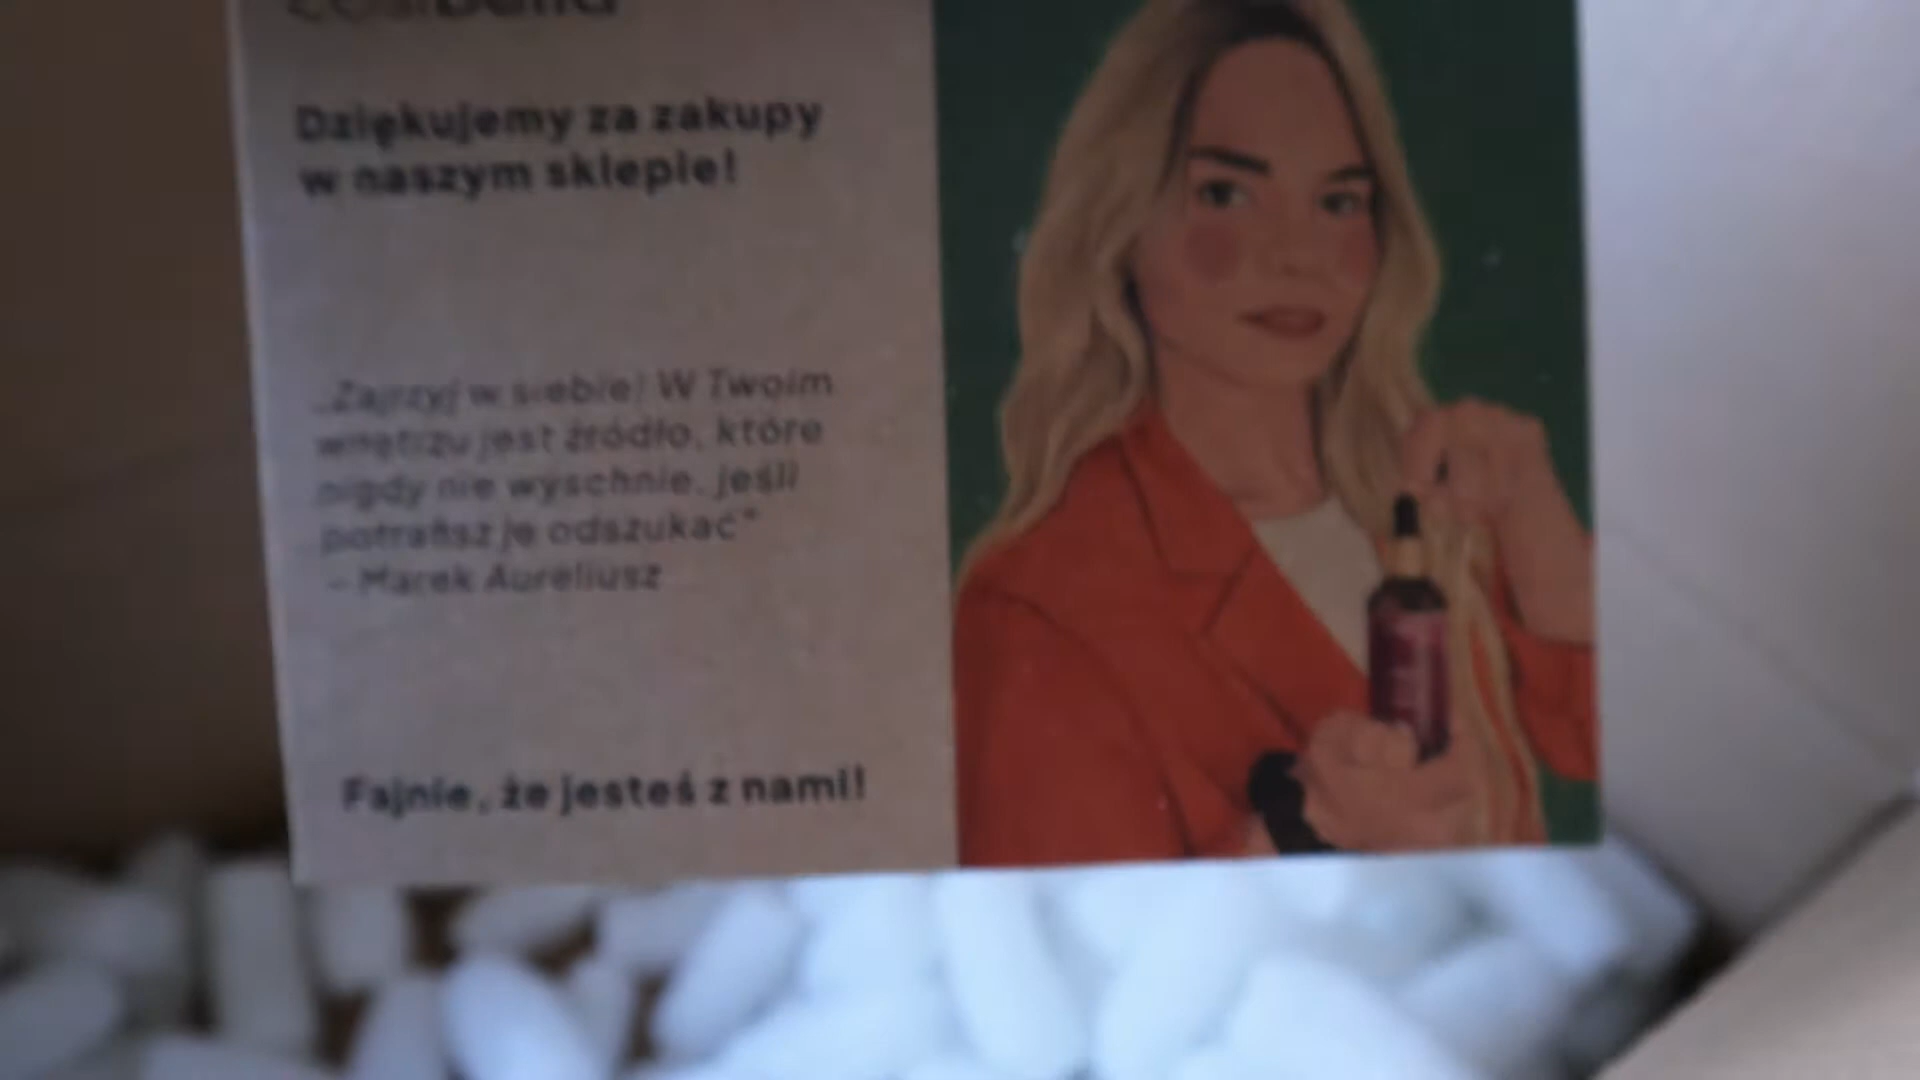 Dziękujemy za zakupy
w naszym sklepie!
„Zajrzyj w siebie! W Twoim
wnętrzu jest źródło, które
nigdy nie wyschnie, jeśli
potrafisz je odszukać”
– Marek Aureliusz
Fajnie, że jesteś z nami!